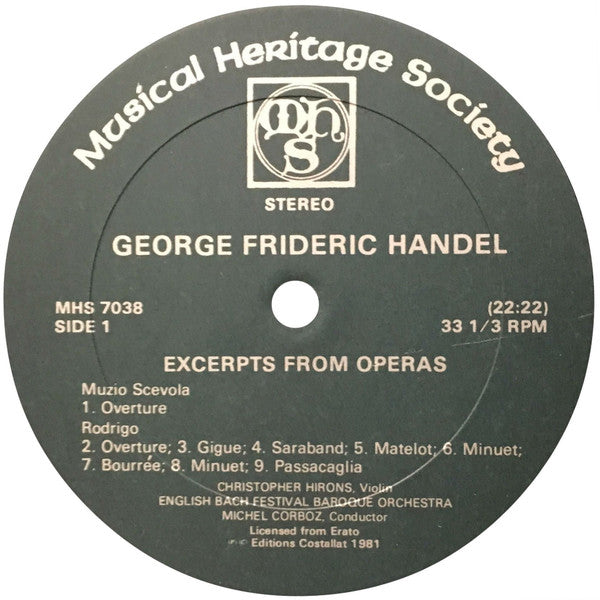 Musical Heritage Society
mhs
STEREO
GEORGE FRIDERIC HANDEL
MHS 7038
(22:22)
SIDE 1
33 1/3 RPM
EXCERPTS FROM OPERAS
Muzio Scevola
1. Overture
Rodrigo
2. Overture; 3. Gigue; 4. Saraband; 5. Matelot; 6. Minuet;
7. Bourrée; 8. Minuet; 9. Passacaglia
CHRISTOPHER HIRONS, Violin
ENGLISH BACH FESTIVAL BAROQUE ORCHESTRA
MICHEL CORBOZ, Conductor
Licensed from Erato
Editions Costallat 1981